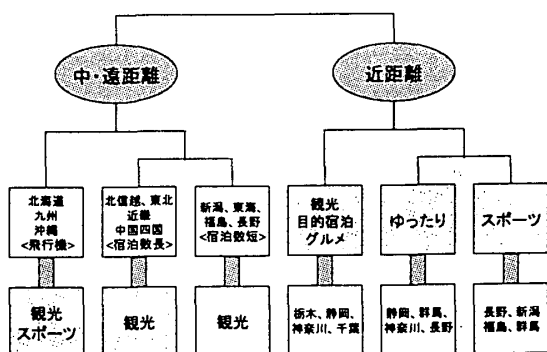 中・遠距離
近距離
北海道
九州
沖縄
<飛行機>
北信越、東北
近畿
中国四国
<宿泊数長>
新潟、東海、
福島、長野
<宿泊数短>
観光
目的宿泊
グルメ
ゆったり
スポーツ
観光
スポーツ
観光
観光
栃木、静岡、
神奈川、千葉
静岡、群馬、
神奈川、長野
長野、新潟
福島、群馬